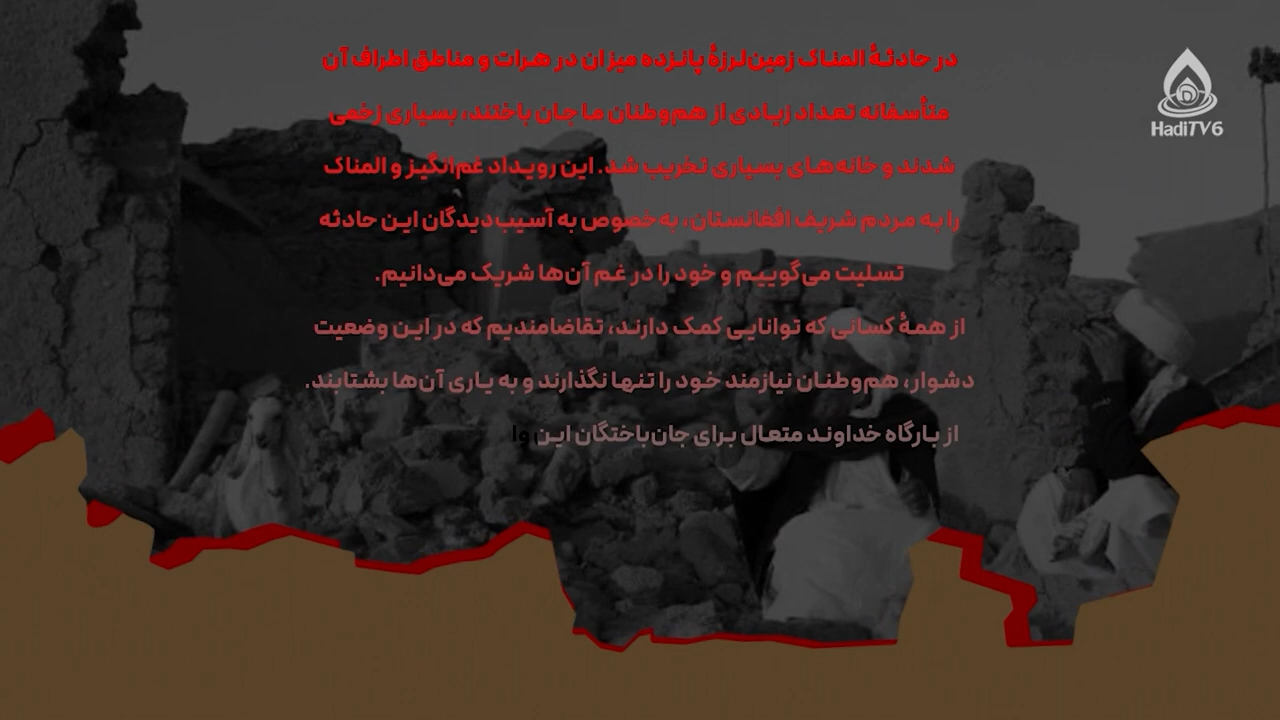 در حادثهٔ المناک زمین‌لرزهٔ پانزده میزان در هرات و مناطق اطراف آن
متأسفانه تعداد زیادی از هم‌وطنان ما جان باختند، بسیاری زخمی
شدند و خانه‌های بسیاری تخریب شد. این رویداد غم‌انگیز و المناک
را به مردم شریف افغانستان، به‌خصوص به آسیب‌دیدگان این حادثه
تسلیت می‌گوییم و خود را در غم آن‌ها شریک می‌دانیم.
از همهٔ کسانی که توانایی کمک دارند، تقاضامندیم که در این وضعیت
دشوار، هم‌وطنان نیازمند خود را تنها نگذارند و به یاری آن‌ها بشتابند.
از بارگاه خداوند متعال برای جان‌باختگان این وا
HadiTV6